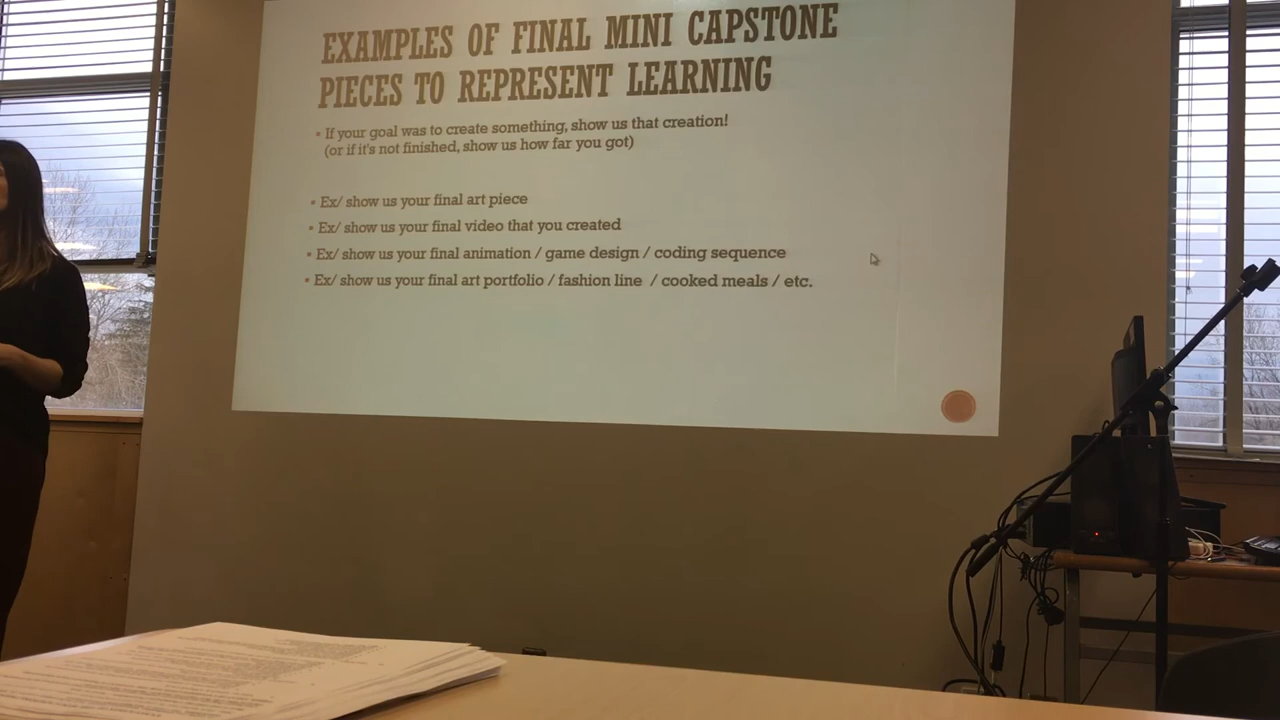 EXAMPLES OF FINAL MINI CAPSTONE
PIECES TO REPRESENT LEARNING
▪ If your goal was to create something, show us that creation!
(or if it's not finished, show us how far you got)
▪ Ex/ show us your final art piece
▪ Ex/ show us your final video that you created
▪ Ex/ show us your final animation / game design / coding sequence
▪ Ex/ show us your final art portfolio / fashion line / cooked meals / etc.